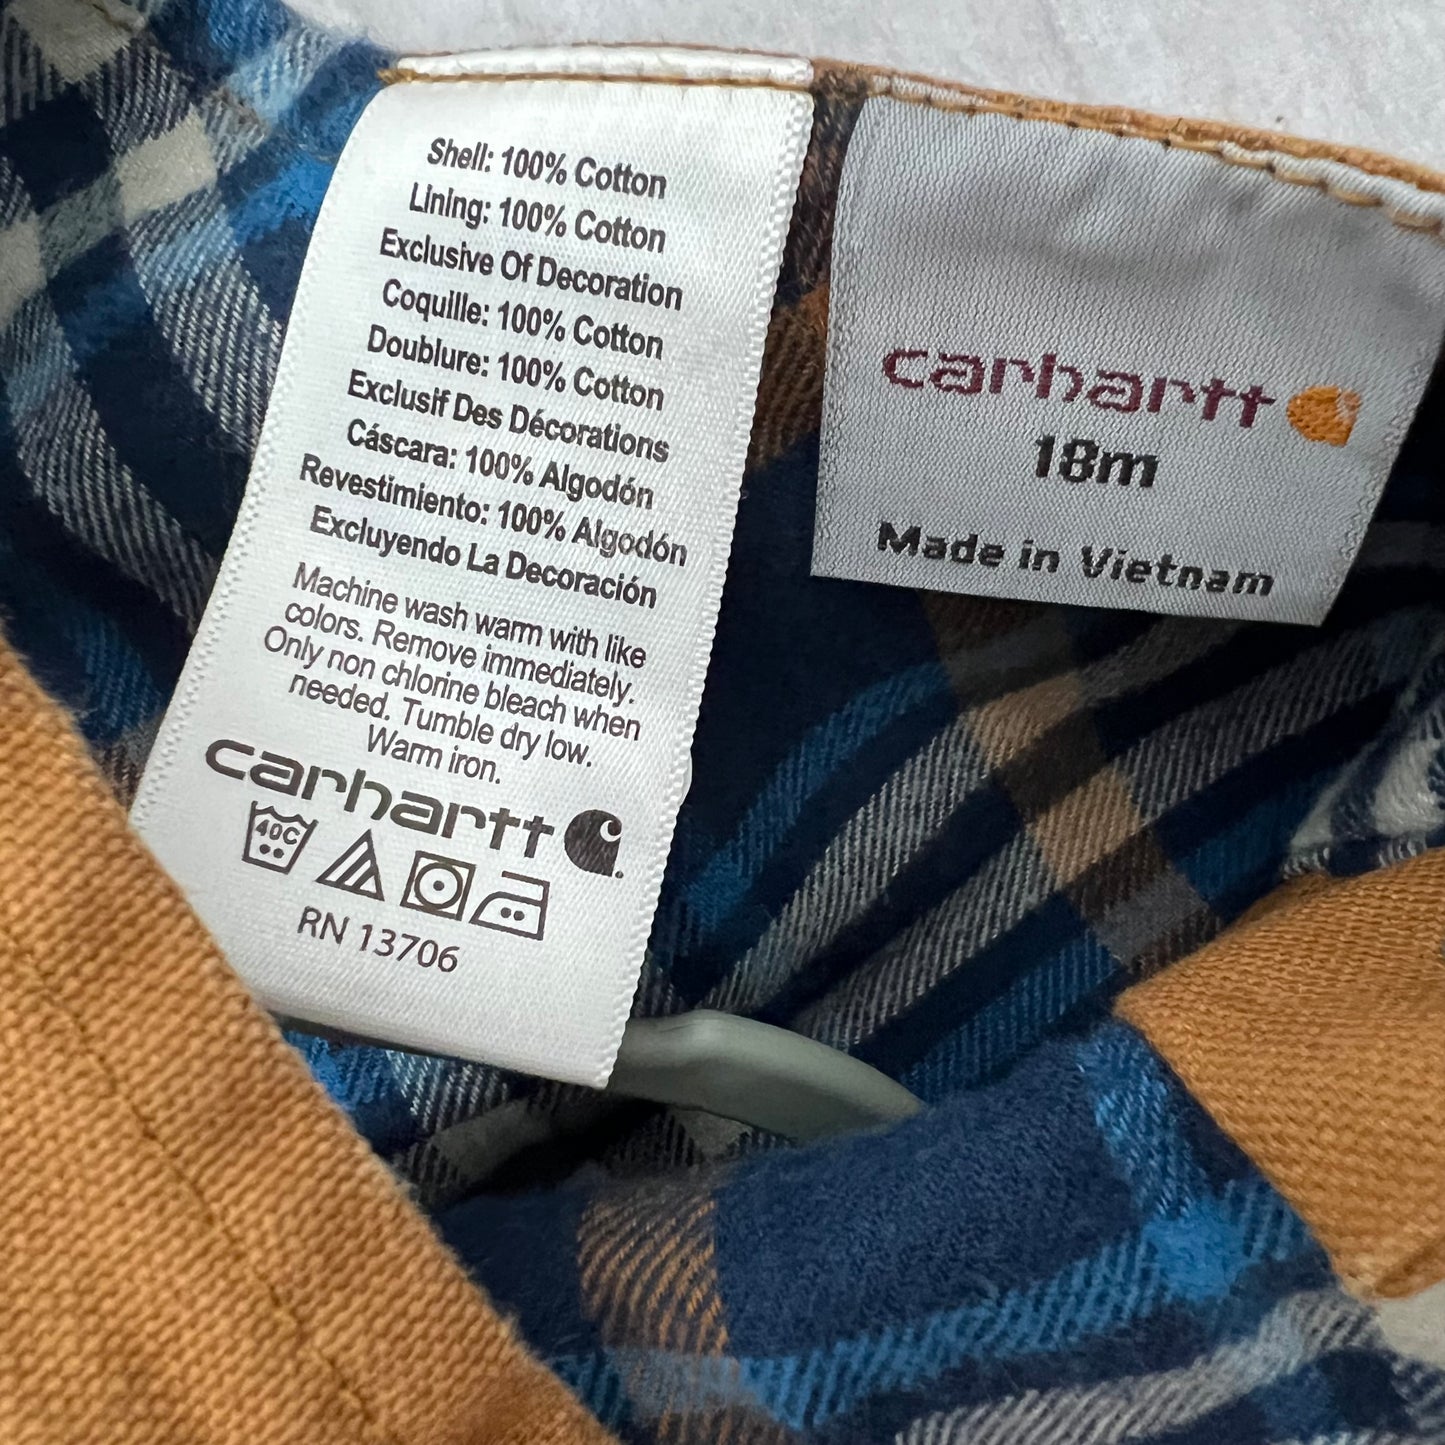 Shell: 100% Cotton
Lining: 100% Cotton
Exclusive Of Decoration
Coquille: 100% Cotton
Doublure: 100% Cotton
Exclusif Des Décorations
Cáscara: 100% Algodón
Revestimiento: 100% Algodón
Excluyendo La Decoración
Machine wash warm with like
colors. Remove immediately.
Only non chlorine bleach when
needed. Tumble dry low.
Warm iron.
carhartt
40C
RN 13706
carhartt
18m
Made in Vietnam